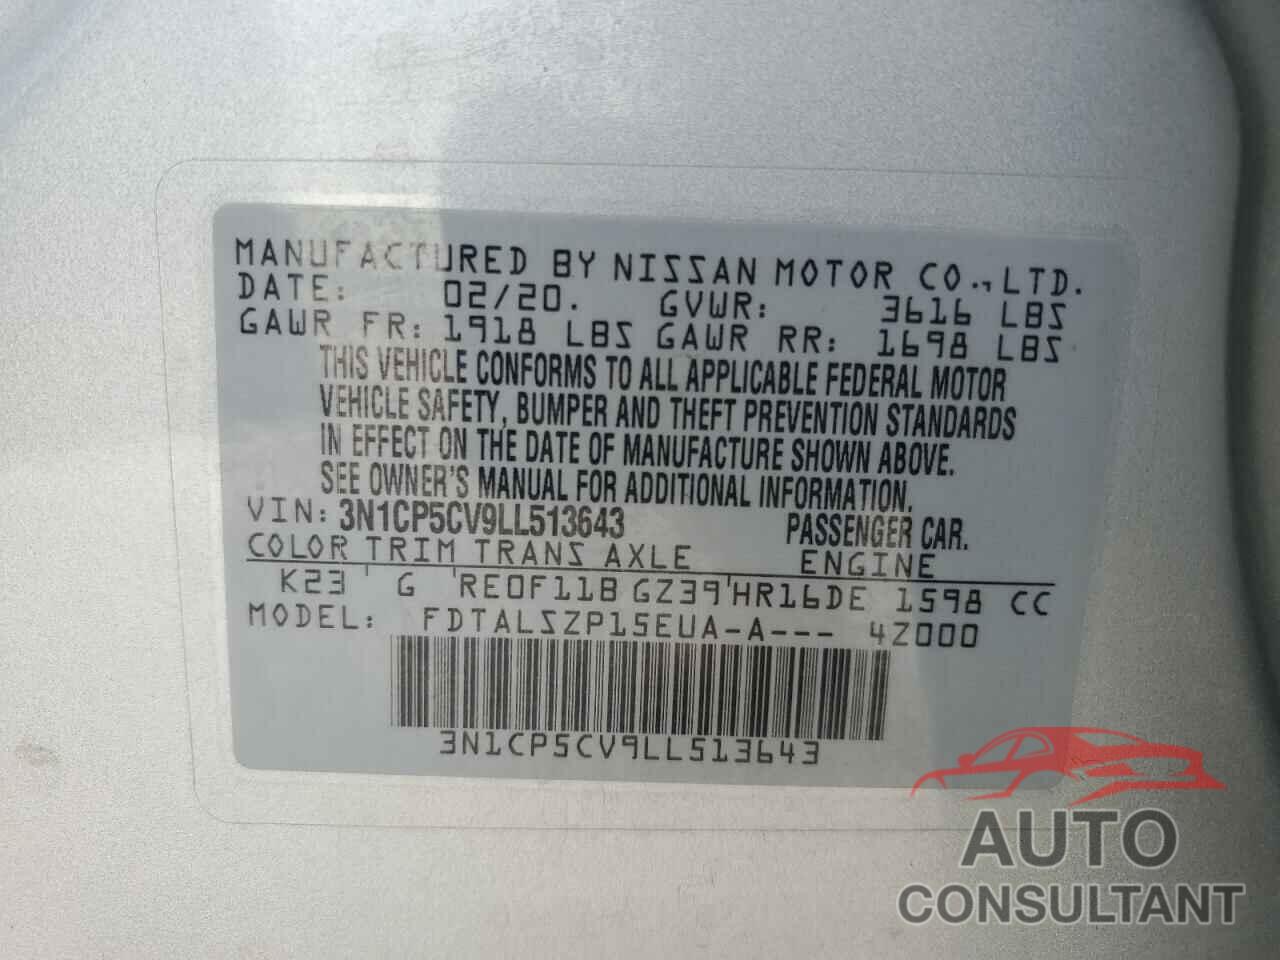 MANUFACTURED BY NISSAN MOTOR CO., LTD.
DATE: 02/20. GVWR: 3616 LBS
GAWR FR: 1918 LBS GAWR RR: 1698 LBS
THIS VEHICLE CONFORMS TO ALL APPLICABLE FEDERAL MOTOR
VEHICLE SAFETY, BUMPER AND THEFT PREVENTION STANDARDS
IN EFFECT ON THE DATE OF MANUFACTURE SHOWN ABOVE.
SEE OWNER'S MANUAL FOR ADDITIONAL INFORMATION.
VIN: 3N1CP5CV9LL513643 PASSENGER CAR.
COLOR TRIM TRANS AXLE ENGINE
K23 ' G 'RE0F11B GZ39'HR16DE 1598 CC
MODEL: FDTALSZP15EUA-A--- 4Z000
3N1CP5CV9LL513643
AUTO
CONSULTANT